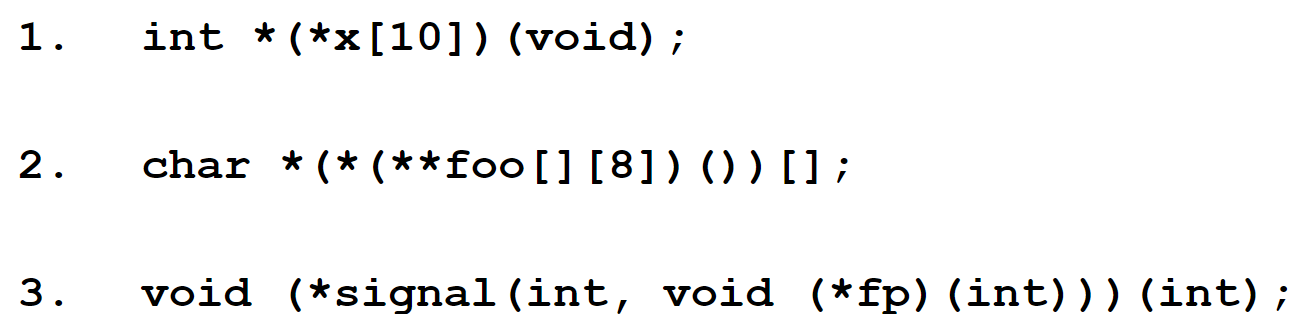 1. int *(*x[10])(void);
2. char *(*(**foo[][8])())[];
3. void (*signal(int, void (*fp)(int)))(int);